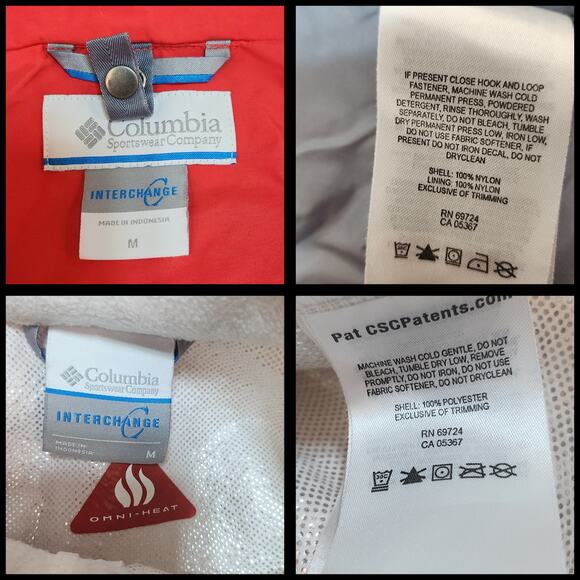 Columbia
Sportswear Company
INTERCHANGE
MADE IN INDONESIA
M
IF PRESENT CLOSE HOOK AND LOOP
FASTENER, MACHINE WASH COLD
PERMANENT PRESS, POWDERED
DETERGENT, RINSE THOROUGHLY, WASH
SEPARATELY, DO NOT BLEACH, TUMBLE
DRY PERMANENT PRESS LOW, IRON LOW,
DO NOT USE FABRIC SOFTENER, IF
PRESENT DO NOT IRON DECAL, DO NOT
DRYCLEAN
SHELL: 100% NYLON
LINING: 100% NYLON
EXCLUSIVE OF TRIMMING
RN 69724
CA 05367
Columbia
Sportswear Company
INTERCHANGE
MADE IN
INDONESIA
M
OMNI-HEAT
Pat CSCPatents.com
MACHINE WASH COLD GENTLE, DO NOT
BLEACH, TUMBLE DRY LOW, REMOVE
PROMPTLY, DO NOT IRON, DO NOT USE
FABRIC SOFTENER, DO NOT DRYCLEAN
SHELL: 100% POLYESTER
EXCLUSIVE OF TRIMMING
RN 69724
CA 05367